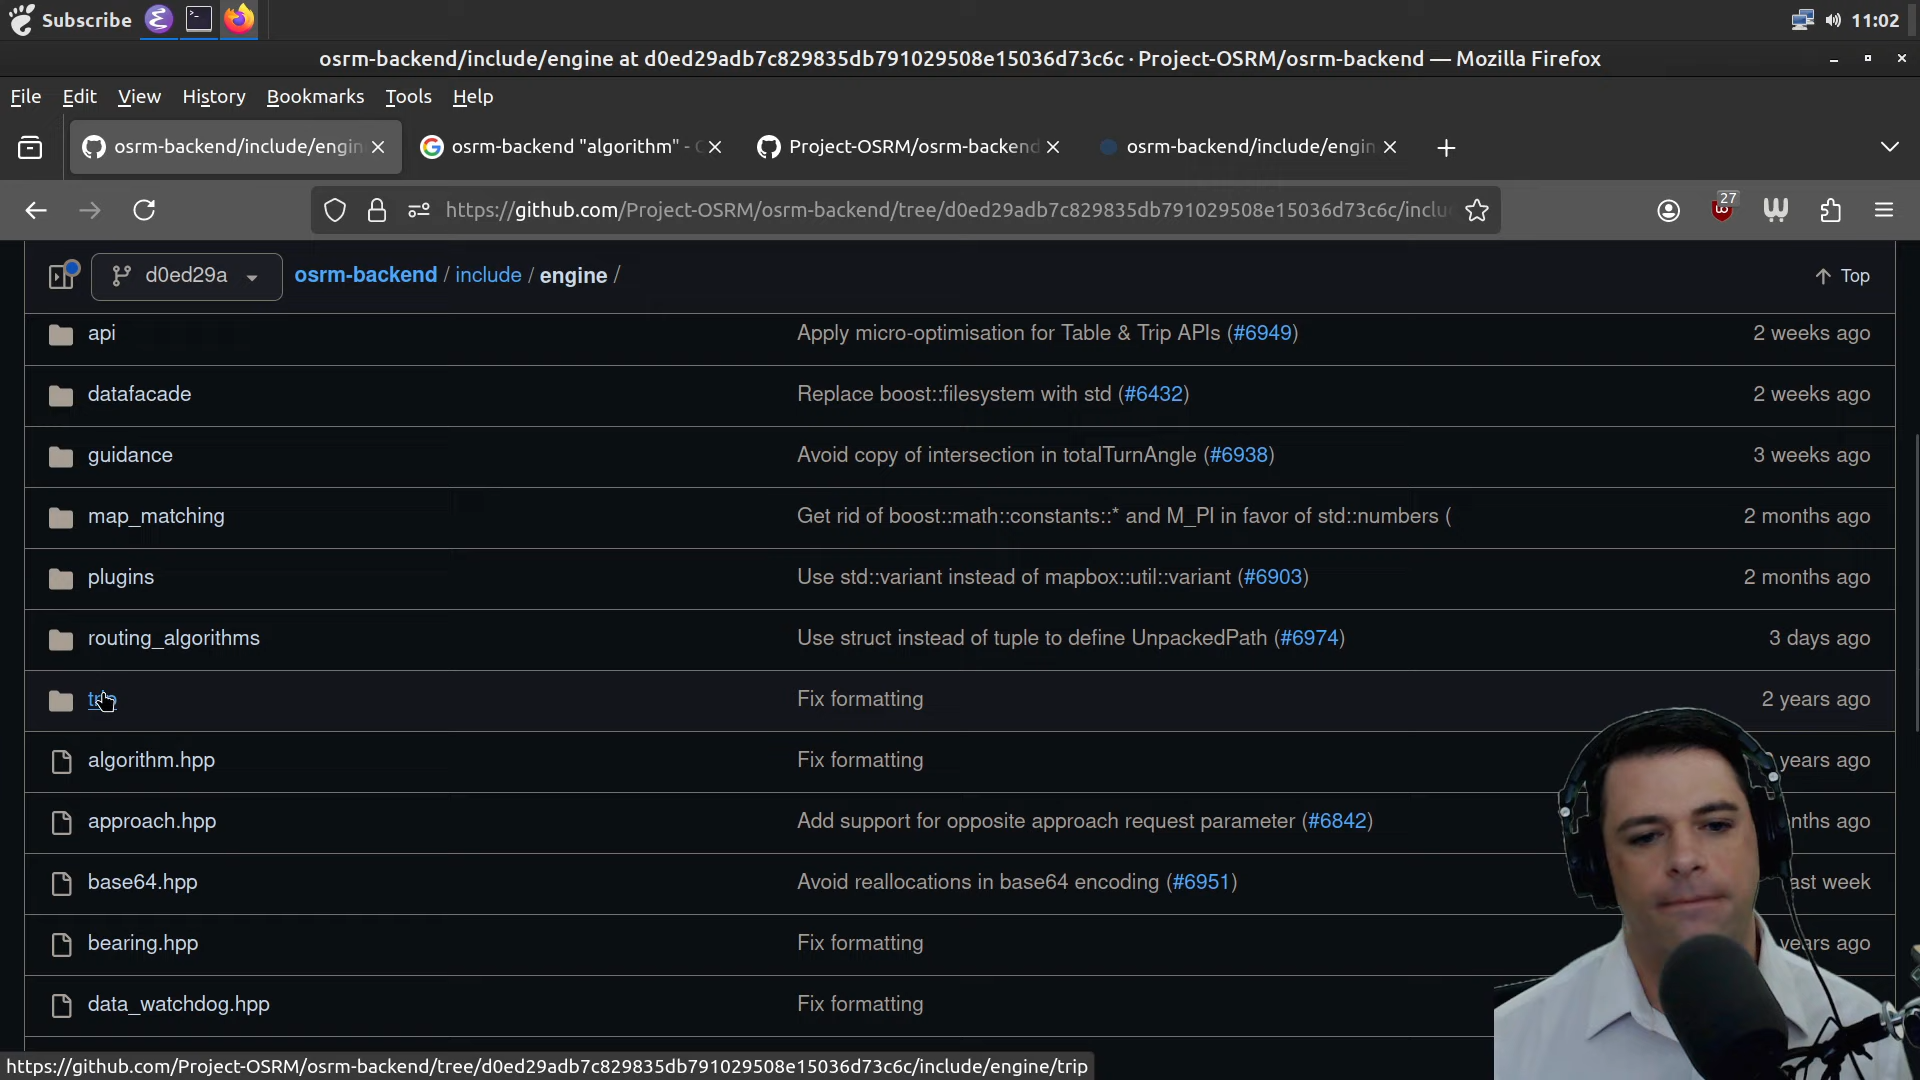 Subscribe
11:02
osrm-backend/include/engine at d0ed29adb7c829835db791029508e15036d73c6c · Project-OSRM/osrm-backend — Mozilla Firefox
File Edit View History Bookmarks Tools Help
osrm-backend/include/engin
osrm-backend "algorithm" -
Project-OSRM/osrm-backend
osrm-backend/include/engin
https://github.com/Project-OSRM/osrm-backend/tree/d0ed29adb7c829835db791029508e15036d73c6c/inclu
27
d0ed29a
osrm-backend / include / engine /
Top
api Apply micro-optimisation for Table & Trip APIs (#6949) 2 weeks ago
datafacade Replace boost::filesystem with std (#6432) 2 weeks ago
guidance Avoid copy of intersection in totalTurnAngle (#6938) 3 weeks ago
map_matching Get rid of boost::math::constants::* and M_PI in favor of std::numbers ( 2 months ago
plugins Use std::variant instead of mapbox::util::variant (#6903) 2 months ago
routing_algorithms Use struct instead of tuple to define UnpackedPath (#6974) 3 days ago
trip Fix formatting 2 years ago
algorithm.hpp Fix formatting years ago
approach.hpp Add support for opposite approach request parameter (#6842) nths ago
base64.hpp Avoid reallocations in base64 encoding (#6951) ast week
bearing.hpp Fix formatting years ago
data_watchdog.hpp Fix formatting
https://github.com/Project-OSRM/osrm-backend/tree/d0ed29adb7c829835db791029508e15036d73c6c/include/engine/trip